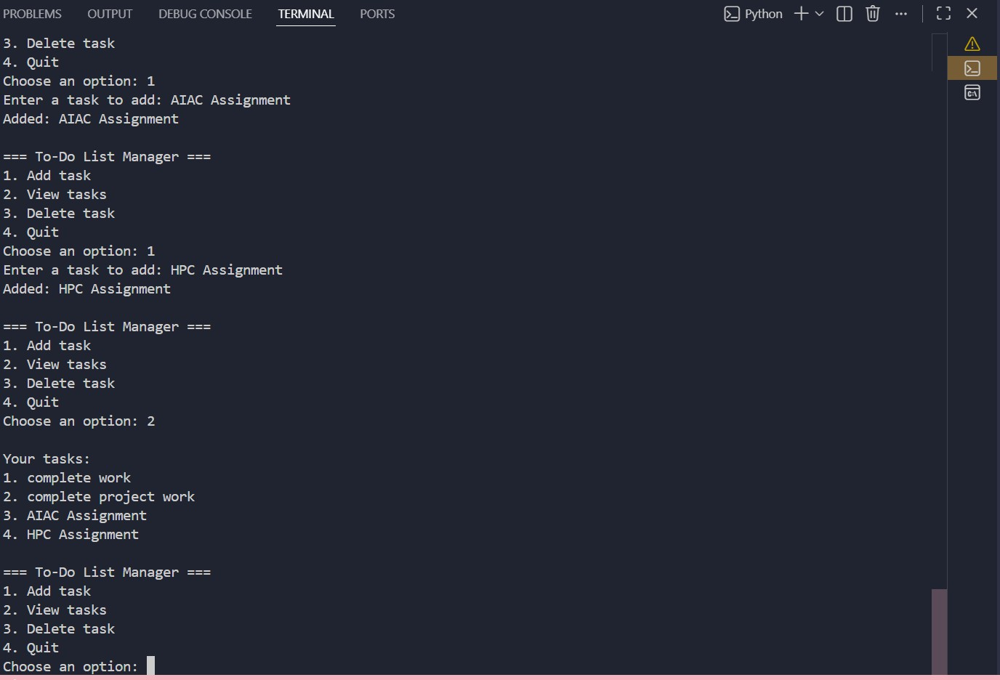 PROBLEMS OUTPUT DEBUG CONSOLE TERMINAL PORTS Python
3. Delete task
4. Quit
Choose an option: 1
Enter a task to add: AIAC Assignment
Added: AIAC Assignment
=== To-Do List Manager ===
1. Add task
2. View tasks
3. Delete task
4. Quit
Choose an option: 1
Enter a task to add: HPC Assignment
Added: HPC Assignment
=== To-Do List Manager ===
1. Add task
2. View tasks
3. Delete task
4. Quit
Choose an option: 2
Your tasks:
1. complete work
2. complete project work
3. AIAC Assignment
4. HPC Assignment
=== To-Do List Manager ===
1. Add task
2. View tasks
3. Delete task
4. Quit
Choose an option: